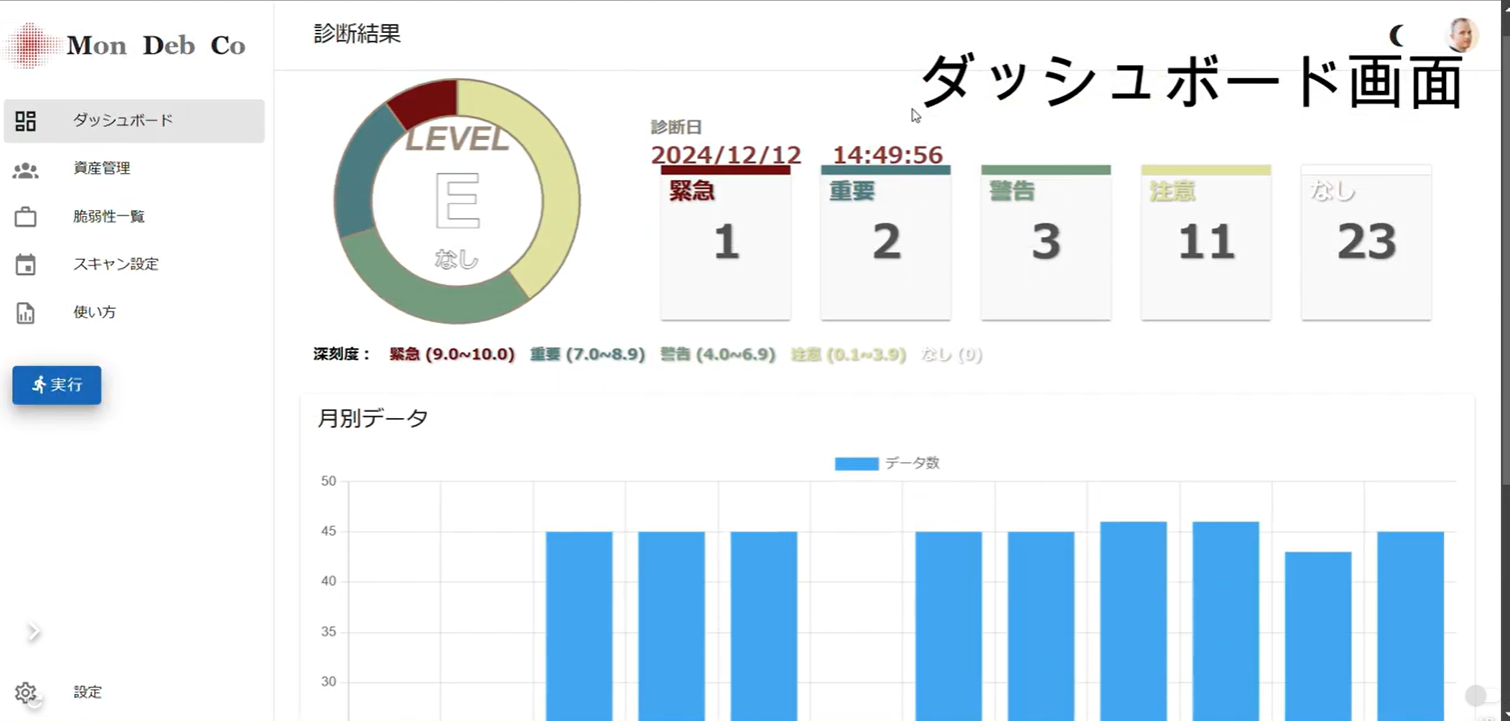 Mon Deb Co
ダッシュボード
資産管理
脆弱性一覧
スキャン設定
使い方
実行
設定
診断結果
ダッシュボード画面
LEVEL
E
なし
診断日
2024/12/12 14:49:56
緊急
1
重要
2
警告
3
注意
11
なし
23
深刻度： 緊急 (9.0~10.0) 重要 (7.0~8.9) 警告 (4.0~6.9) 注意 (0.1~3.9) なし (0)
月別データ
データ数
50
45
40
35
30